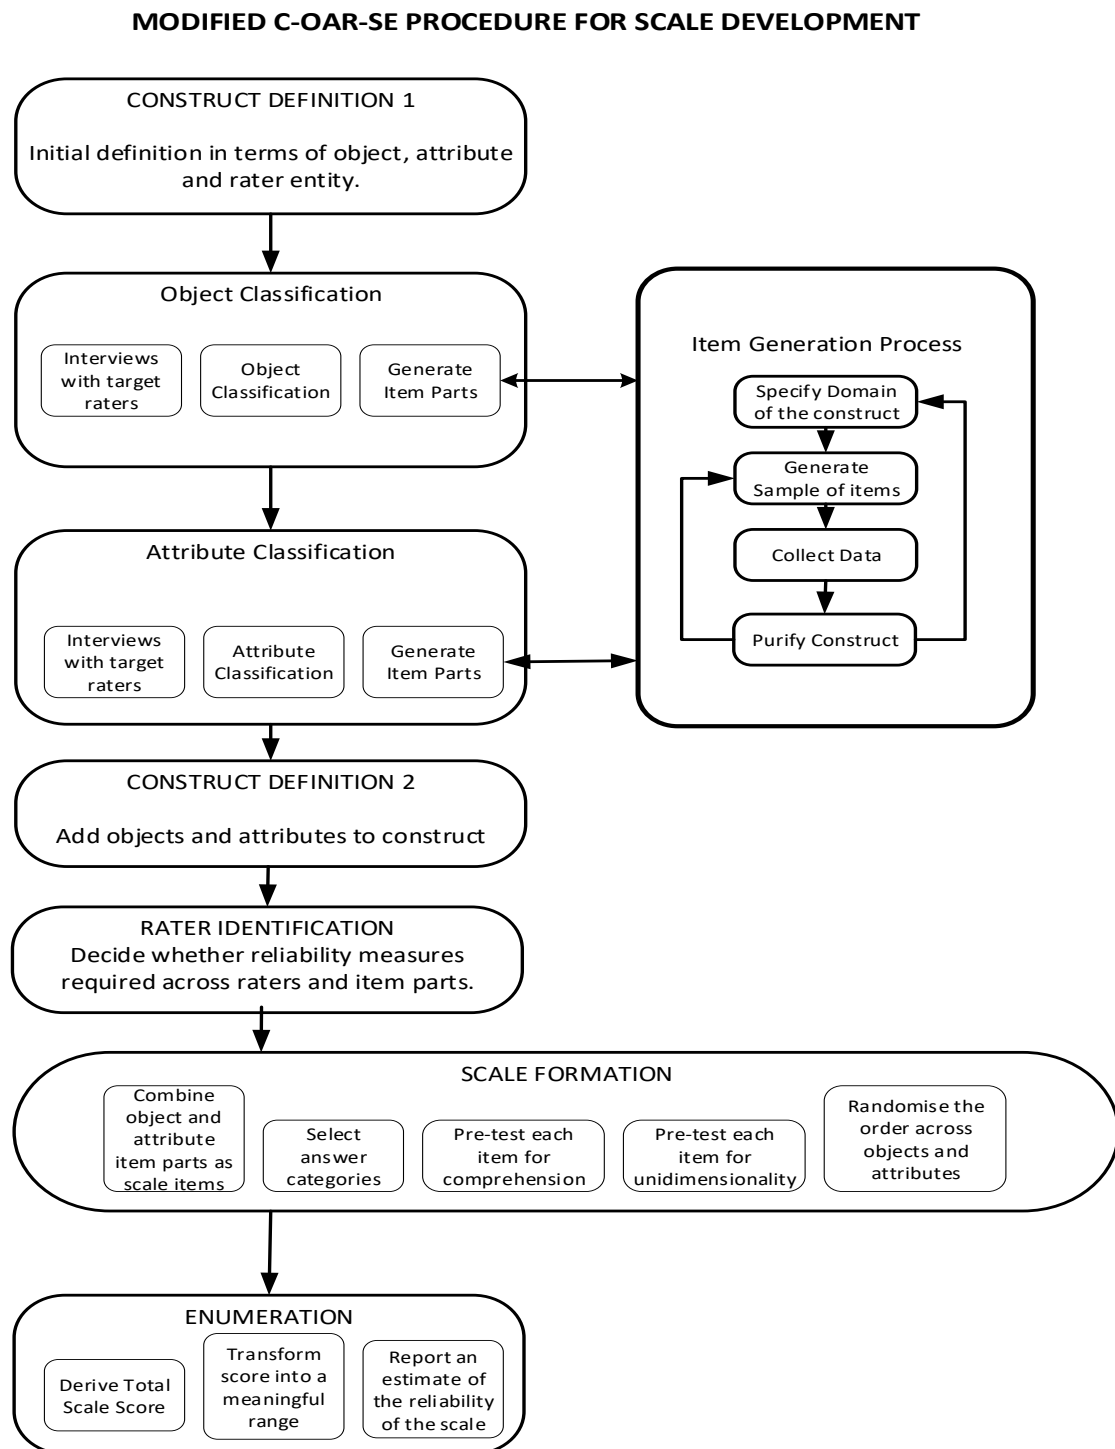 MODIFIED C-OAR-SE PROCEDURE FOR SCALE DEVELOPMENT
CONSTRUCT DEFINITION 1
Initial definition in terms of object, attribute
and rater entity.
Object Classification
Interviews
with target
raters
Object
Classification
Generate
Item Parts
Item Generation Process
Specify Domain
of the construct
Generate
Sample of items
Collect Data
Purify Construct
Attribute Classification
Interviews
with target
raters
Attribute
Classification
Generate
Item Parts
CONSTRUCT DEFINITION 2
Add objects and attributes to construct
RATER IDENTIFICATION
Decide whether reliability measures
required across raters and item parts.
SCALE FORMATION
Combine
object and
attribute
item parts as
scale items
Select
answer
categories
Pre-test each
item for
comprehension
Pre-test each
item for
unidimensionality
Randomise the
order across
objects and
attributes
ENUMERATION
Derive Total
Scale Score
Transform
score into a
meaningful
range
Report an
estimate of
the reliability
of the scale